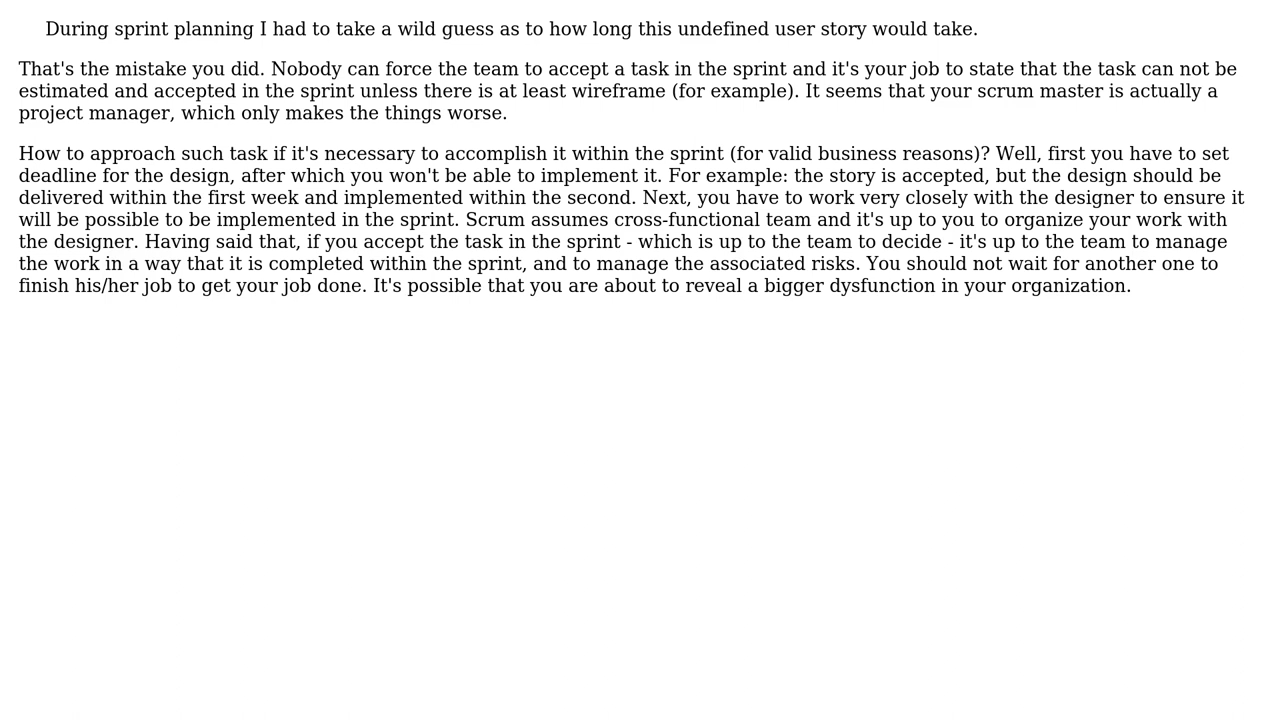 During sprint planning I had to take a wild guess as to how long this undefined user story would take.
That's the mistake you did. Nobody can force the team to accept a task in the sprint and it's your job to state that the task can not be
estimated and accepted in the sprint unless there is at least wireframe (for example). It seems that your scrum master is actually a
project manager, which only makes the things worse.
How to approach such task if it's necessary to accomplish it within the sprint (for valid business reasons)? Well, first you have to set
deadline for the design, after which you won't be able to implement it. For example: the story is accepted, but the design should be
delivered within the first week and implemented within the second. Next, you have to work very closely with the designer to ensure it
will be possible to be implemented in the sprint. Scrum assumes cross-functional team and it's up to you to organize your work with
the designer. Having said that, if you accept the task in the sprint - which is up to the team to decide - it's up to the team to manage
the work in a way that it is completed within the sprint, and to manage the associated risks. You should not wait for another one to
finish his/her job to get your job done. It's possible that you are about to reveal a bigger dysfunction in your organization.